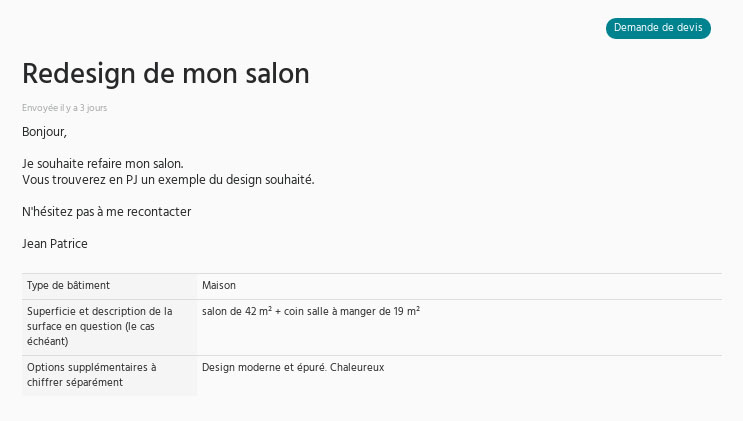 Demande de devis
Redesign de mon salon
Envoyée il y a 3 jours
Bonjour,
Je souhaite refaire mon salon.
Vous trouverez en PJ un exemple du design souhaité.
N'hésitez pas à me recontacter
Jean Patrice
Type de bâtiment
Maison
Superficie et description de la
surface en question (le cas
échéant)
salon de 42 m² + coin salle à manger de 19 m²
Options supplémentaires à
chiffrer séparément
Design moderne et épuré. Chaleureux